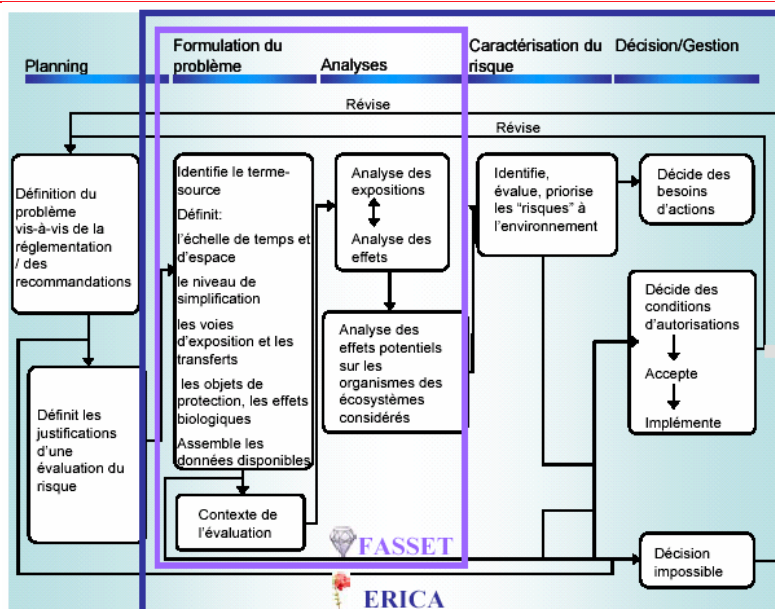 Planning
Formulation du
problème
Analyses
Caractérisation du
risque
Décision/Gestion
Révise
Révise
Définition du
problème
vis-à-vis de la
réglementation
/ des
recommandations
Définit les
justifications
d'une
évaluation du
risque
Identifie le terme-
source
Définit:
l'échelle de temps et
d'espace
le niveau de
simplification
les voies
d'exposition et les
transferts
les objets de
protection, les effets
biologiques
Assemble les
données disponibles
Contexte de
l'évaluation
Analyse des
expositions
Analyse des
effets
Analyse des
effets potentiels
sur les
organismes des
écosystèmes
considérés
Identifie,
évalue, priorise
les "risques" à
l'environnement
Décide des
besoins
d'actions
Décide des
conditions
d'autorisations
Accepte
Implémente
Décision
impossible
FASSET
ERICA